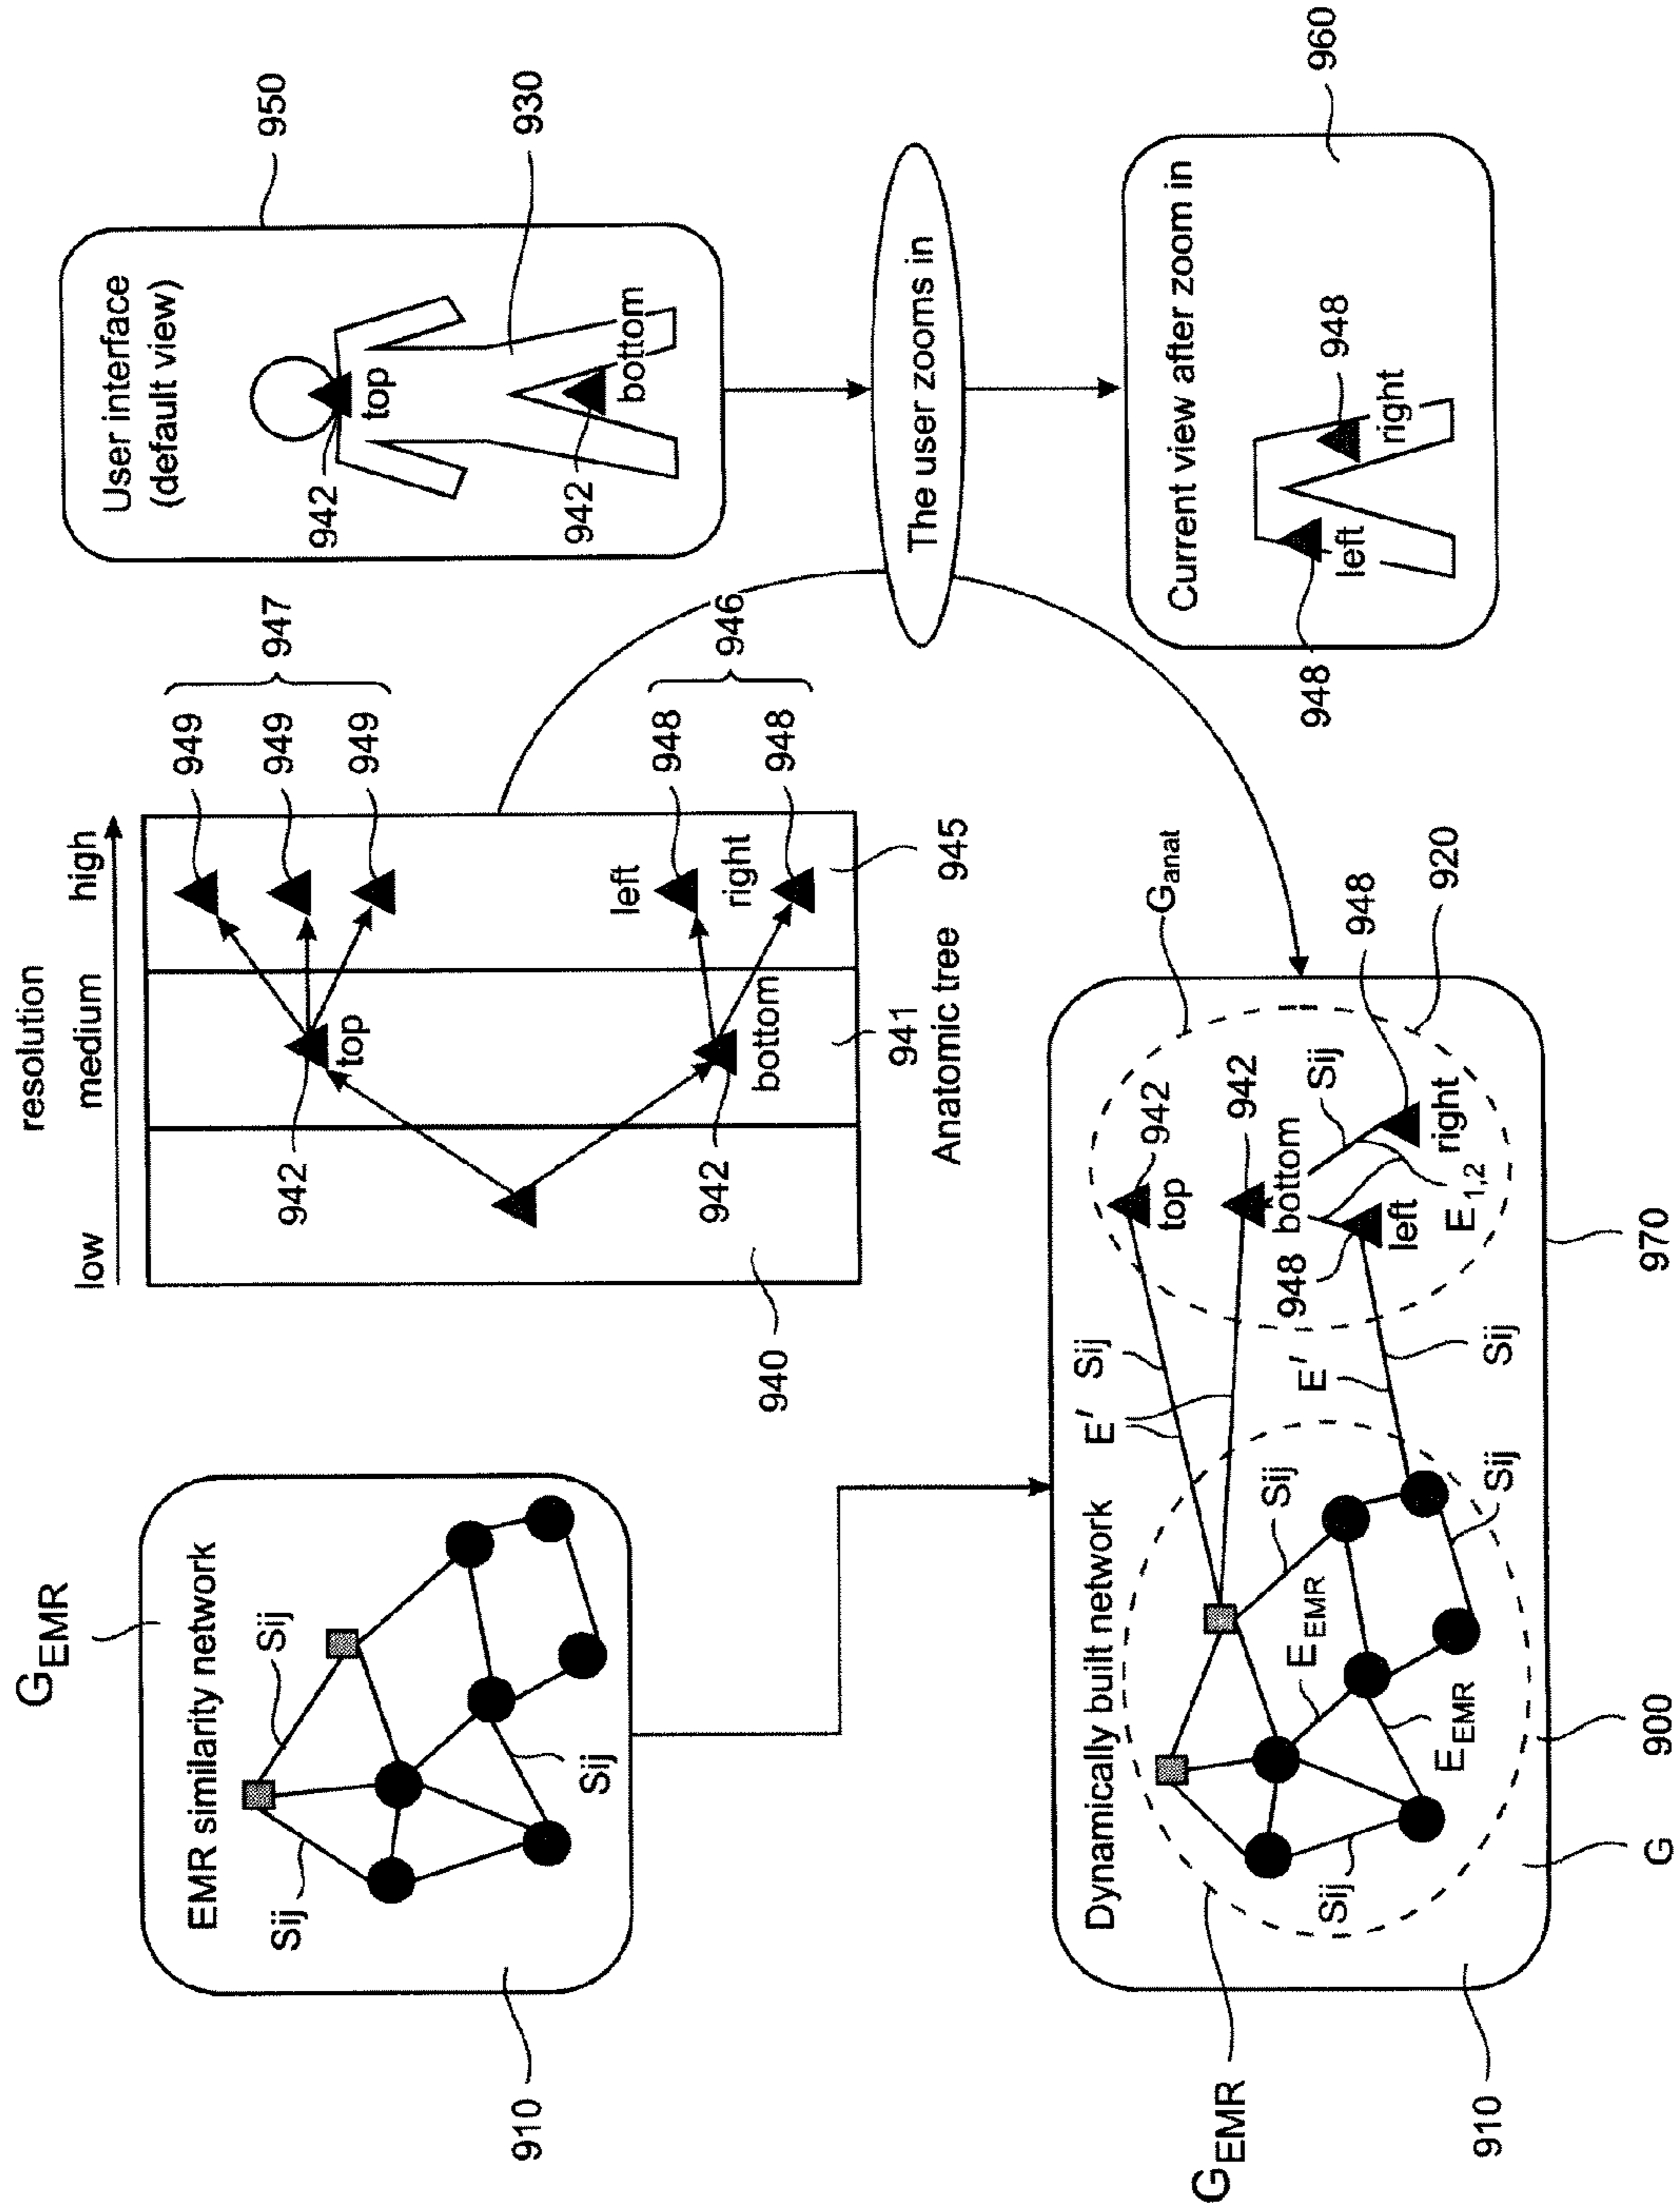 G_EMR
EMR similarity network
Sij
Sij
Sij
910
resolution
low medium high
top
bottom
left
right
942
942
949
949
949
947
948
948
946
940
941
945
Anatomic tree
User interface
(default view)
942
top
942
bottom
950
930
The user zooms in
Current view after zoom in
948
left
948
right
960
Dynamically built network
G_EMR
910
Sij
E_EMR
E_EMR
Sij
Sij
E'
Sij
E'
Sij
G_anat
942
top
942
bottom
Sij
948
left
948
right
E_1,2
920
G
900
970